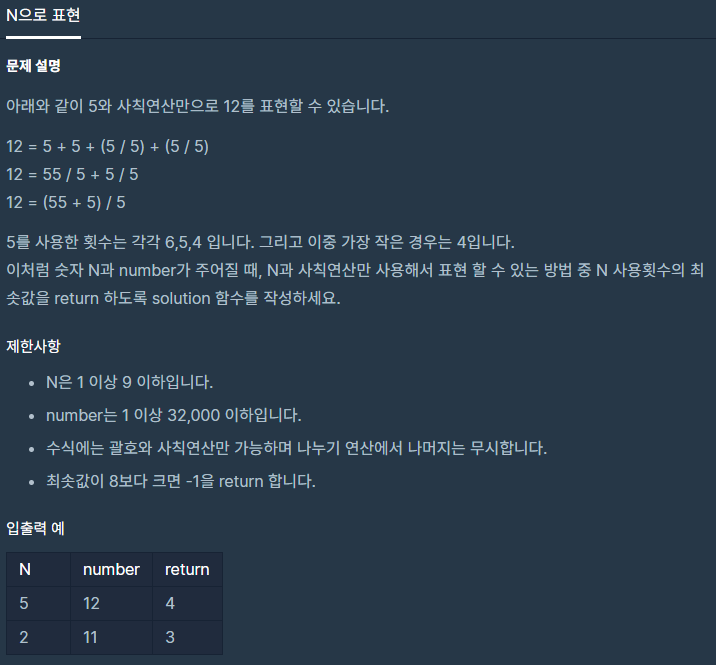 N으로 표현
문제 설명
아래와 같이 5와 사칙연산만으로 12를 표현할 수 있습니다.
12 = 5 + 5 + (5 / 5) + (5 / 5)
12 = 55 / 5 + 5 / 5
12 = (55 + 5) / 5
5를 사용한 횟수는 각각 6,5,4 입니다. 그리고 이중 가장 작은 경우는 4입니다.
이처럼 숫자 N과 number가 주어질 때, N과 사칙연산만 사용해서 표현 할 수 있는 방법 중 N 사용횟수의 최
솟값을 return 하도록 solution 함수를 작성하세요.
제한사항
• N은 1 이상 9 이하입니다.
• number는 1 이상 32,000 이하입니다.
• 수식에는 괄호와 사칙연산만 가능하며 나누기 연산에서 나머지는 무시합니다.
• 최솟값이 8보다 크면 -1을 return 합니다.
입출력 예
N number return
5 12 4
2 11 3